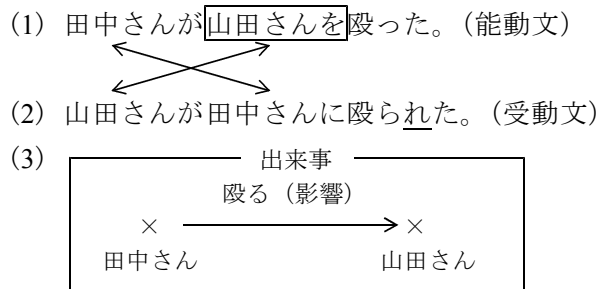 (1) 田中さんが山田さんを殴った。(能動文)
(2) 山田さんが田中さんに殴られた。(受動文)
(3)
出来事
殴る（影響）
× ×
田中さん 山田さん